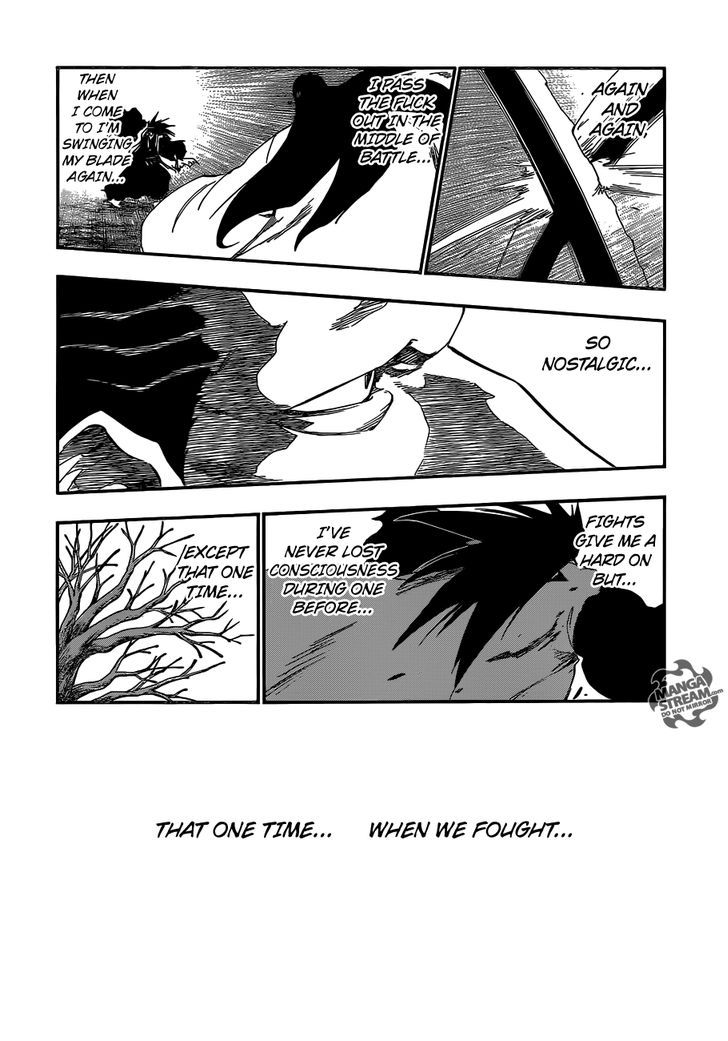 AGAIN
AND
AGAIN,
I PASS
THE FUCK
OUT IN THE
MIDDLE OF
BATTLE...
THEN
WHEN
I COME
TO I'M
SWINGING
MY BLADE
AGAIN...
SO
NOSTALGIC...
FIGHTS
GIVE ME A
HARD ON
BUT...
I'VE
NEVER LOST
CONSCIOUSNESS
DURING ONE
BEFORE...
EXCEPT
THAT ONE
TIME...
MANGA
STREAM.com
DO NOT MIRROR
THAT ONE TIME... WHEN WE FOUGHT...